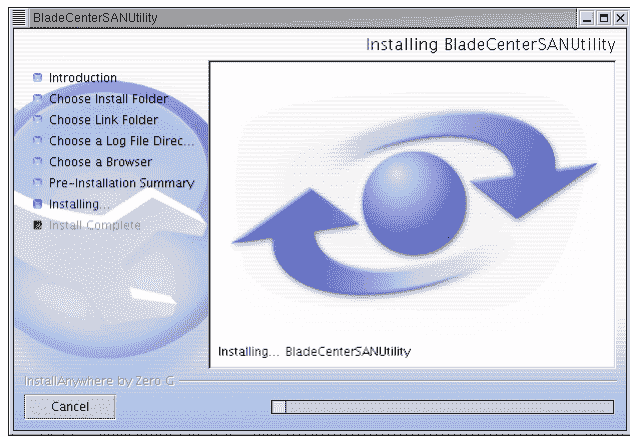 BladeCenterSANUtility
Installing BladeCenterSANUtility
Introduction
Choose Install Folder
Choose Link Folder
Choose a Log File Direc...
Choose a Browser
Pre-Installation Summary
Installing...
Install Complete
Installing... BladeCenterSANUtility
InstallAnywhere by Zero G
Cancel